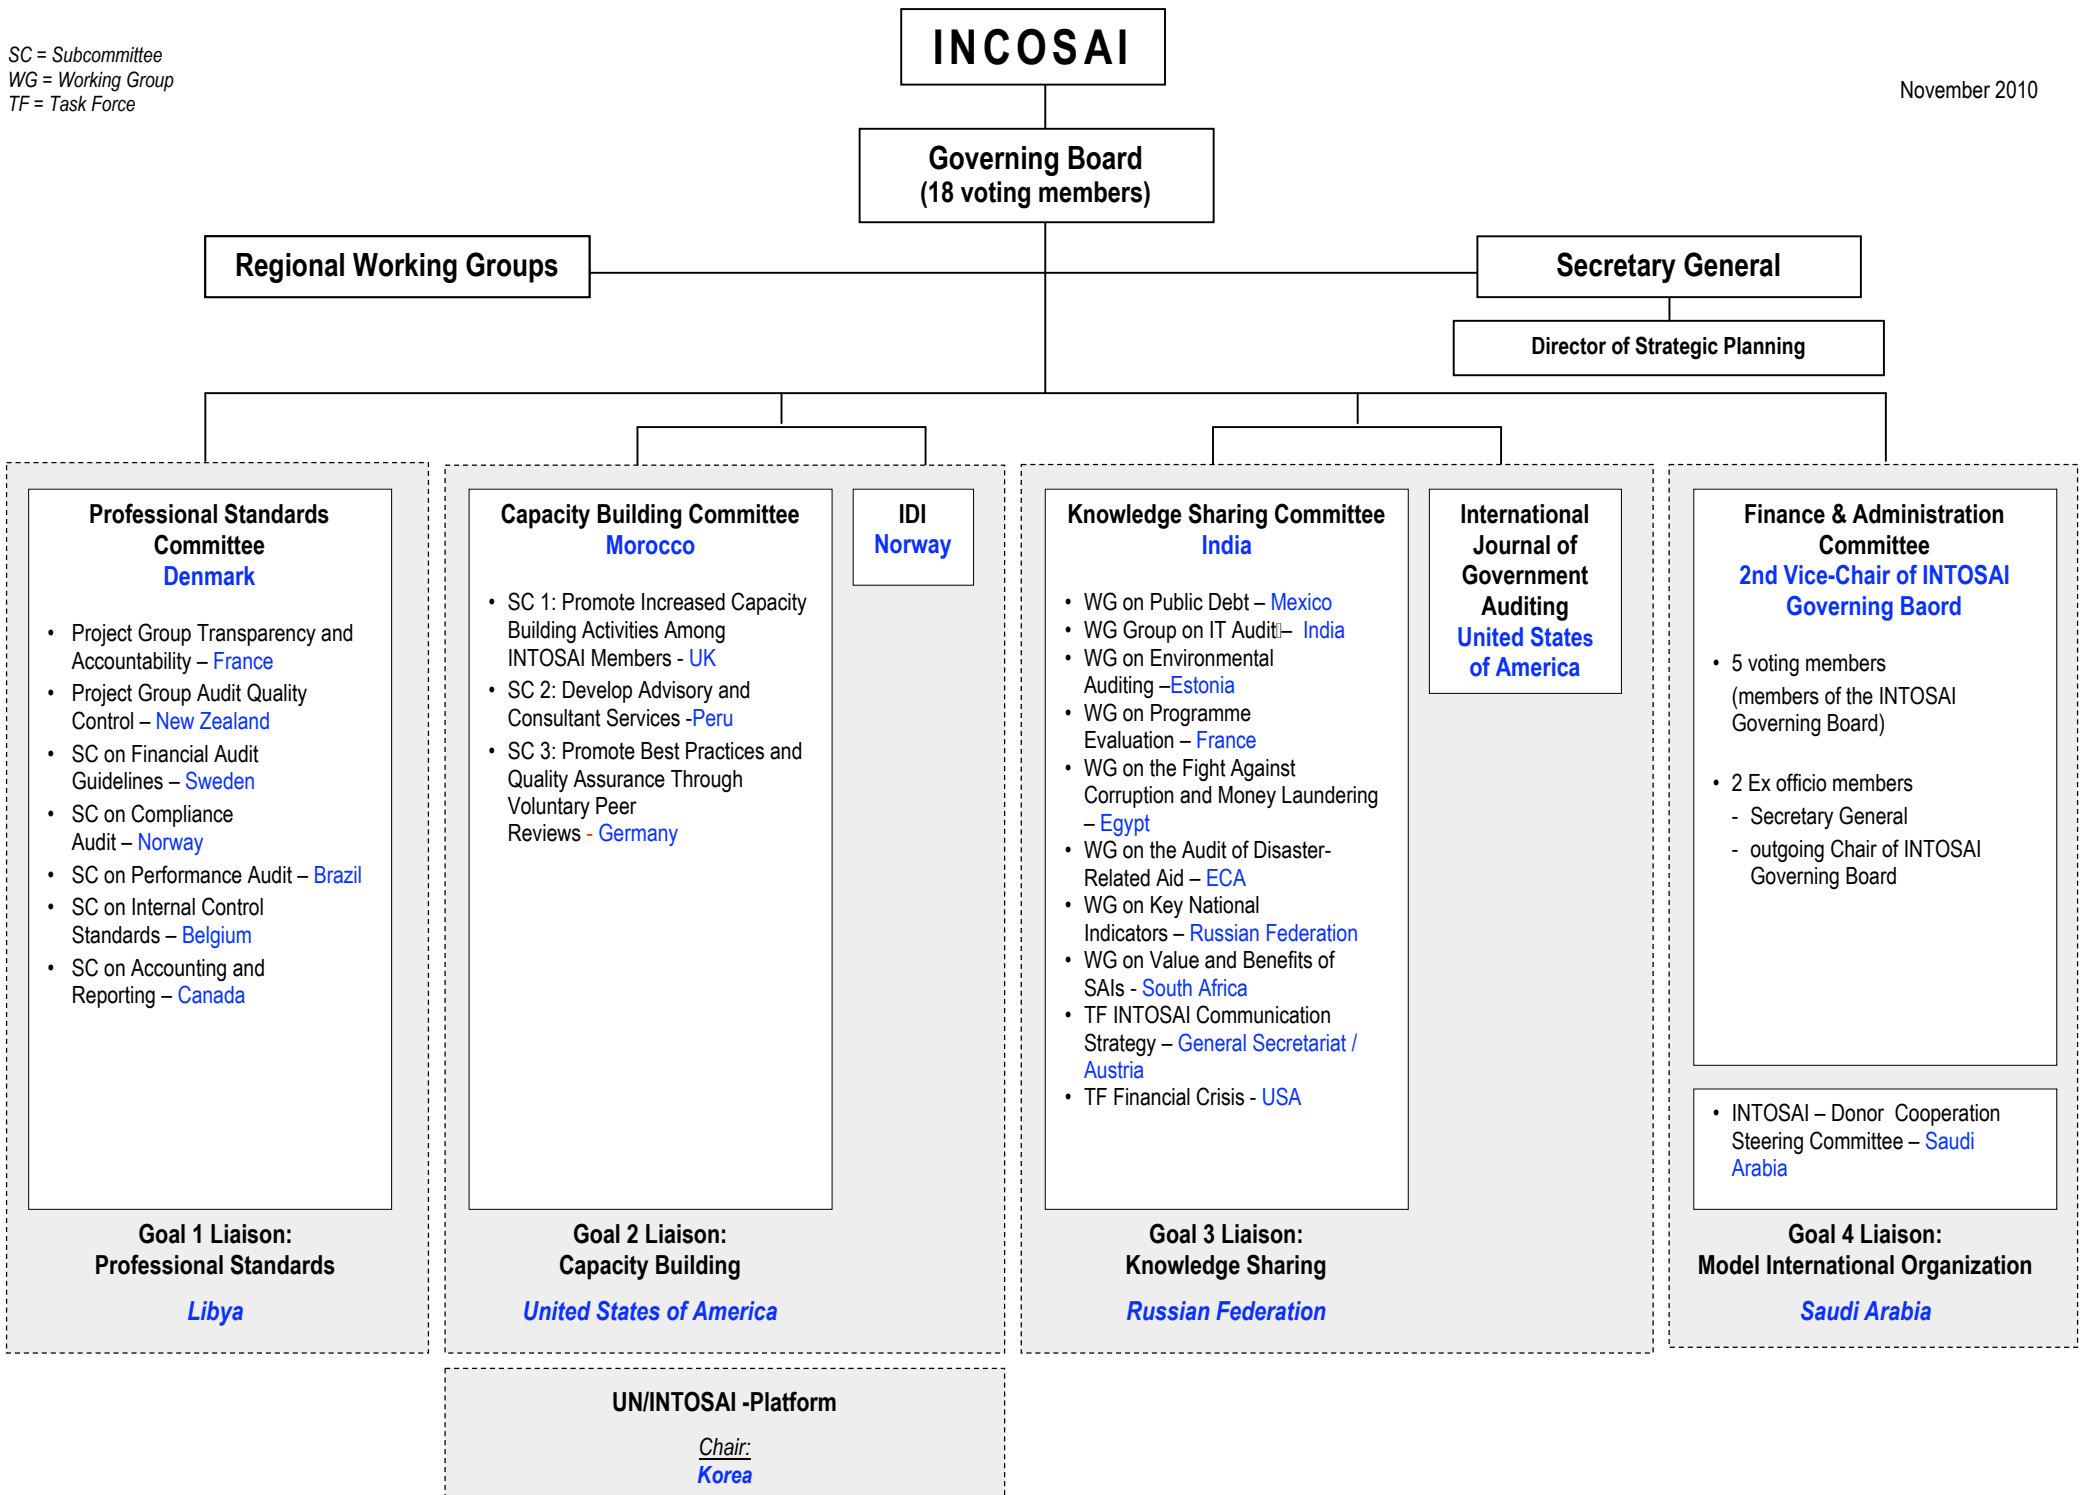 SC = Subcommittee
WG = Working Group
TF = Task Force
INCOSAI
November 2010
Governing Board
(18 voting members)
Regional Working Groups
Secretary General
Director of Strategic Planning
Professional Standards
Committee
Denmark
• Project Group Transparency and
Accountability – France
• Project Group Audit Quality
Control – New Zealand
• SC on Financial Audit
Guidelines – Sweden
• SC on Compliance
Audit – Norway
• SC on Performance Audit – Brazil
• SC on Internal Control
Standards – Belgium
• SC on Accounting and
Reporting – Canada
Goal 1 Liaison:
Professional Standards
Libya
Capacity Building Committee
Morocco
• SC 1: Promote Increased Capacity
Building Activities Among
INTOSAI Members - UK
• SC 2: Develop Advisory and
Consultant Services -Peru
• SC 3: Promote Best Practices and
Quality Assurance Through
Voluntary Peer
Reviews - Germany
IDI
Norway
Goal 2 Liaison:
Capacity Building
United States of America
Knowledge Sharing Committee
India
• WG on Public Debt – Mexico
• WG Group on IT Audit – India
• WG on Environmental
Auditing –Estonia
• WG on Programme
Evaluation – France
• WG on the Fight Against
Corruption and Money Laundering
– Egypt
• WG on the Audit of Disaster-
Related Aid – ECA
• WG on Key National
Indicators – Russian Federation
• WG on Value and Benefits of
SAIs - South Africa
• TF INTOSAI Communication
Strategy – General Secretariat /
Austria
• TF Financial Crisis - USA
International
Journal of
Government
Auditing
United States
of America
Goal 3 Liaison:
Knowledge Sharing
Russian Federation
Finance & Administration
Committee
2nd Vice-Chair of INTOSAI
Governing Baord
• 5 voting members
(members of the INTOSAI
Governing Board)
• 2 Ex officio members
- Secretary General
- outgoing Chair of INTOSAI
Governing Board
• INTOSAI – Donor Cooperation
Steering Committee – Saudi
Arabia
Goal 4 Liaison:
Model International Organization
Saudi Arabia
UN/INTOSAI -Platform
Chair:
Korea